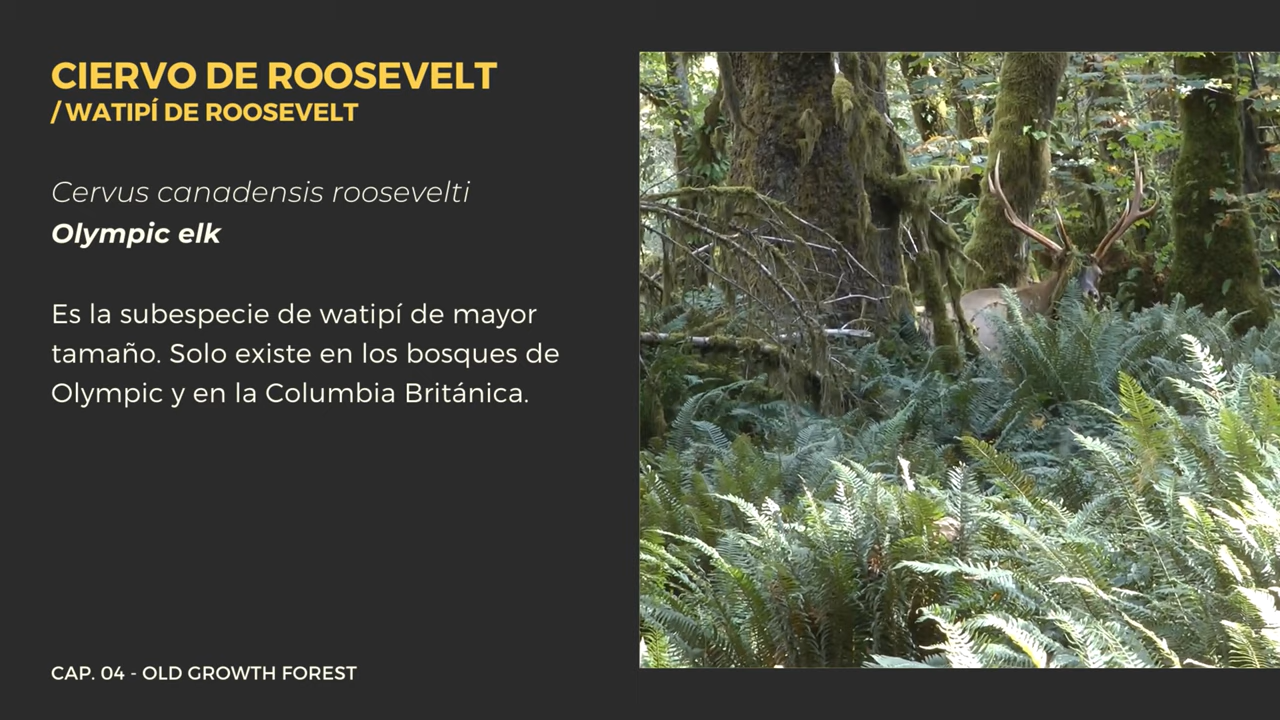 CIERVO DE ROOSEVELT
/ WATIPÍ DE ROOSEVELT
Cervus canadensis roosevelti
Olympic elk
Es la subespecie de watipí de mayor
tamaño. Solo existe en los bosques de
Olympic y en la Columbia Británica.
CAP. 04 - OLD GROWTH FOREST